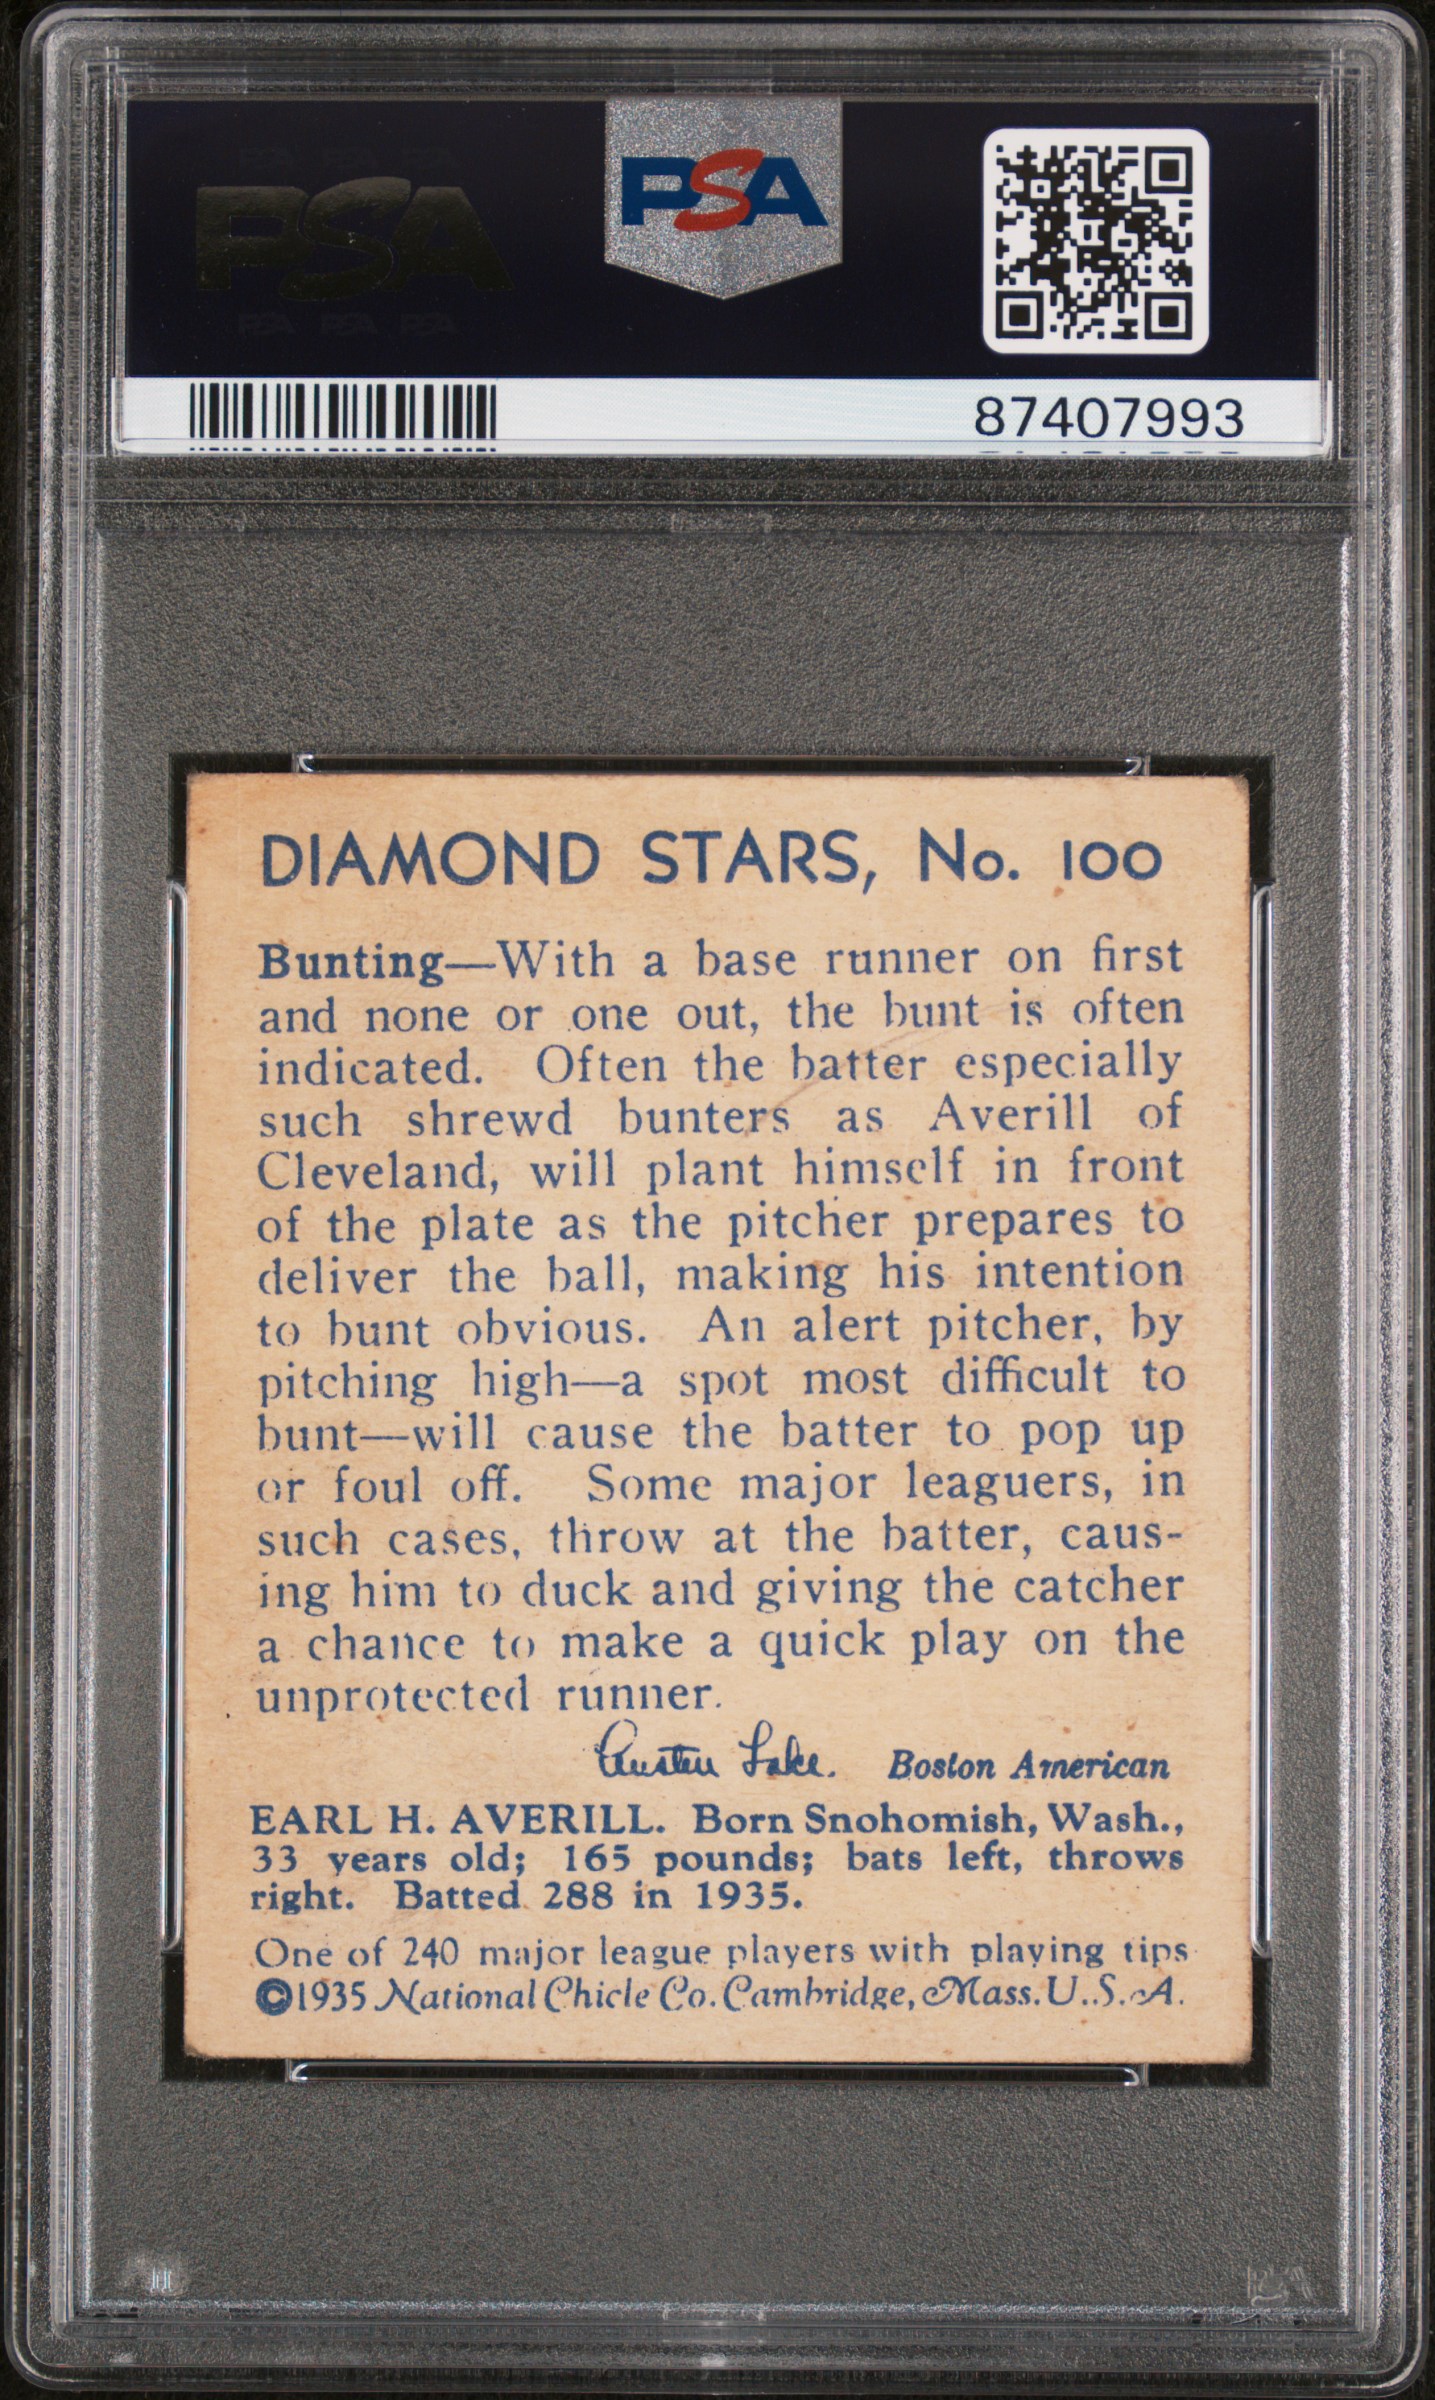 PSA PSA PSA
PSA
PSA PSA PSA
PSA
87407993
DIAMOND STARS, No. 100
Bunting—With a base runner on first
and none or one out, the bunt is often
indicated. Often the batter especially
such shrewd bunters as Averill of
Cleveland, will plant himself in front
of the plate as the pitcher prepares to
deliver the ball, making his intention
to bunt obvious. An alert pitcher, by
pitching high—a spot most difficult to
bunt—will cause the batter to pop up
or foul off. Some major leaguers, in
such cases, throw at the batter, caus-
ing him to duck and giving the catcher
a chance to make a quick play on the
unprotected runner.
Austen Lake. Boston American
EARL H. AVERILL. Born Snohomish, Wash.,
33 years old; 165 pounds; bats left, throws
right. Batted 288 in 1935.
One of 240 major league players with playing tips
©1935 National Chicle Co. Cambridge, Mass. U.S.A.
PSA